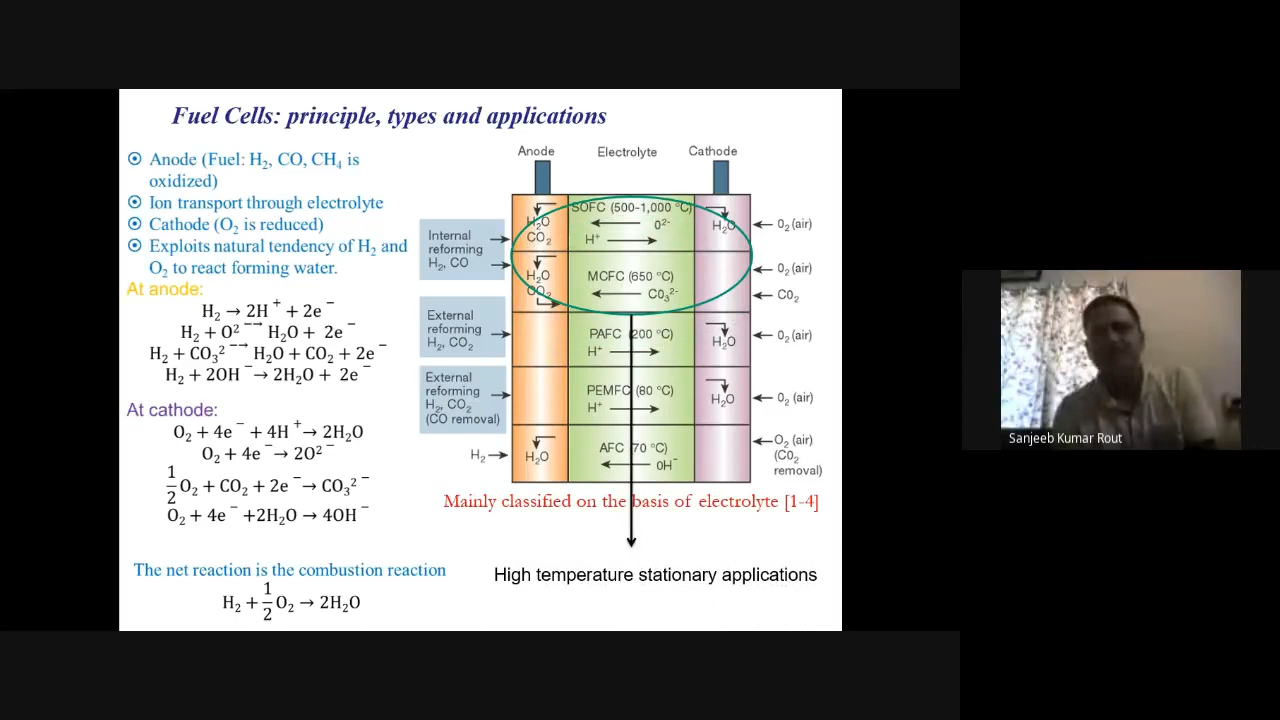 Fuel Cells: principle, types and applications
⦿ Anode (Fuel: H₂, CO, CH₄ is
oxidized)
⦿ Ion transport through electrolyte
⦿ Cathode (O₂ is reduced)
⦿ Exploits natural tendency of H₂ and
O₂ to react forming water.
At anode:
H₂ → 2H⁺ + 2e⁻
H₂ + O²⁻ → H₂O + 2e⁻
H₂ + CO₃²⁻ → H₂O + CO₂ + 2e⁻
H₂ + 2OH⁻ → 2H₂O + 2e⁻
At cathode:
O₂ + 4e⁻ + 4H⁺ → 2H₂O
O₂ + 4e⁻ → 2O²⁻
1/2 O₂ + CO₂ + 2e⁻ → CO₃²⁻
O₂ + 4e⁻ +2H₂O → 4OH⁻
The net reaction is the combustion reaction
H₂ + 1/2 O₂ → 2H₂O
Anode Electrolyte Cathode
Internal
reforming
H₂, CO
H₂O
CO₂
SOFC (500-1,000 °C)
O²⁻
H⁺
H₂O
O₂ (air)
H₂O
CO₂
MCFC (650 °C)
CO₃²⁻
O₂ (air)
CO₂
External
reforming
H₂, CO₂
PAFC (200 °C)
H⁺
H₂O
O₂ (air)
External
reforming
H₂, CO₂
(CO removal)
PEMFC (80 °C)
H⁺
H₂O
O₂ (air)
H₂
H₂O
AFC (70 °C)
OH⁻
O₂ (air)
(CO₂
removal)
Mainly classified on the basis of electrolyte [1-4]
High temperature stationary applications
Sanjeeb Kumar Rout